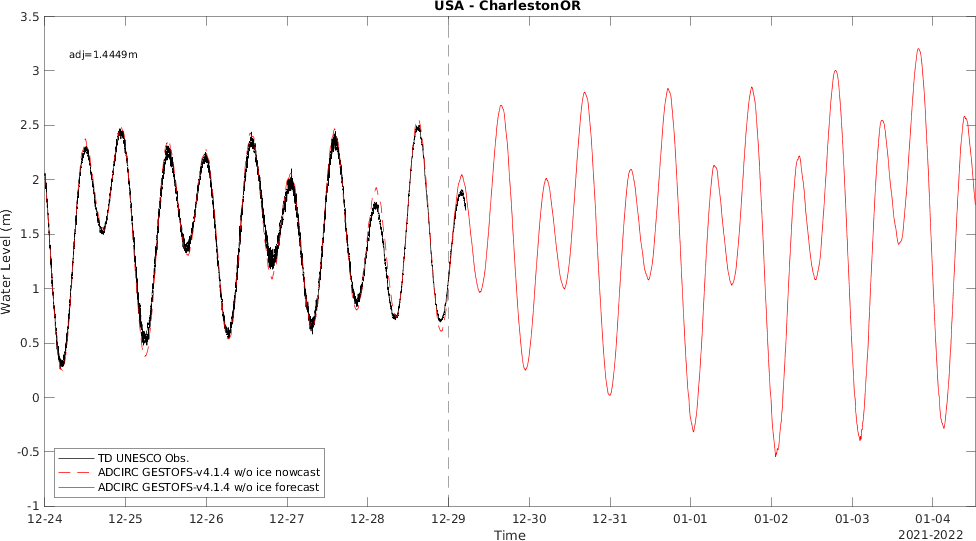 USA - CharlestonOR
adj=1.4449m
3.5
3
2.5
2
1.5
1
0.5
0
-0.5
-1
Water Level (m)
TD UNESCO Obs.
ADCIRC GESTOFS-v4.1.4 w/o ice nowcast
ADCIRC GESTOFS-v4.1.4 w/o ice forecast
12-24 12-25 12-26 12-27 12-28 12-29 12-30 12-31 01-01 01-02 01-03 01-04
Time
2021-2022